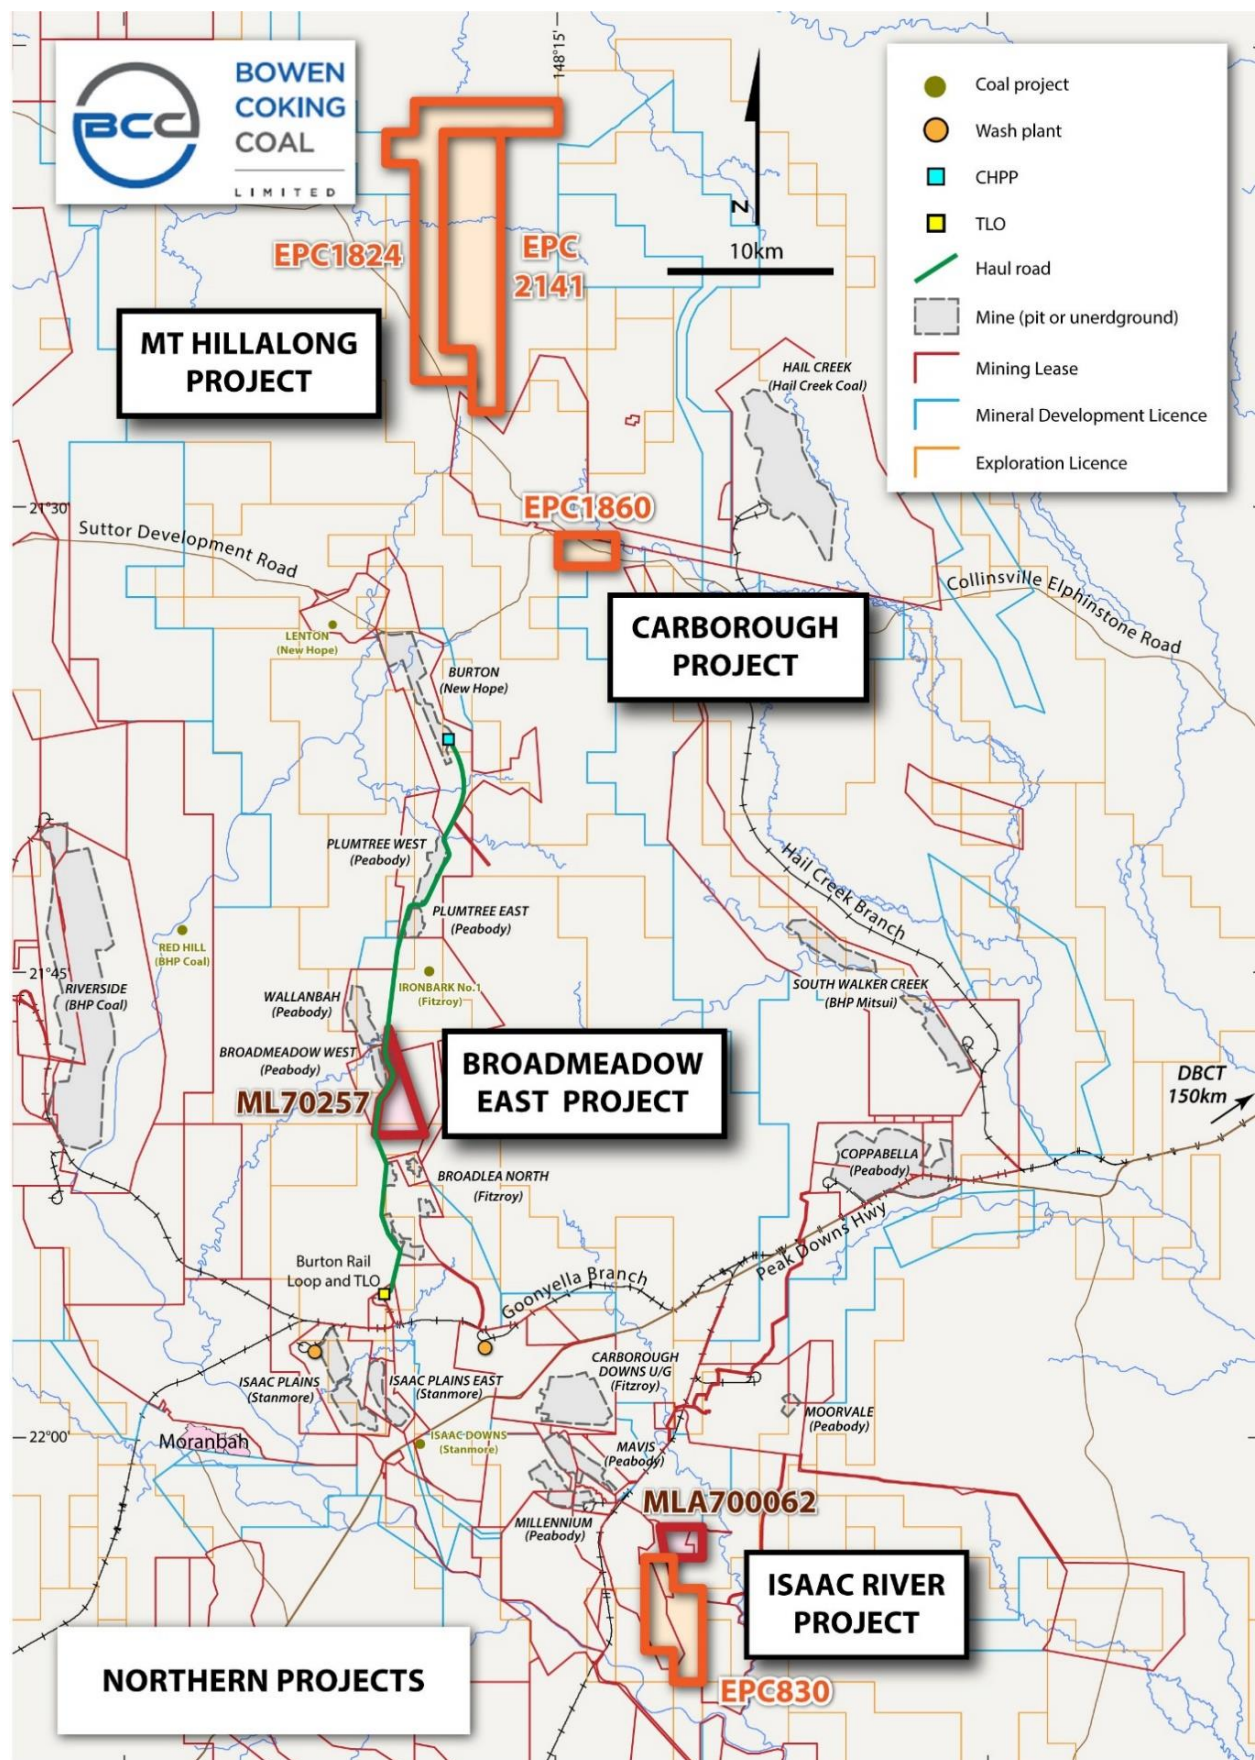 BCC
BOWEN
COKING
COAL
LIMITED
148°15'
N
10km
Coal project
Wash plant
CHPP
TLO
Haul road
Mine (pit or unerdground)
Mining Lease
Mineral Development Licence
Exploration Licence
EPC1824
EPC
2141
MT HILLALONG
PROJECT
HAIL CREEK
(Hail Creek Coal)
21°30'
EPC1860
Suttor Development Road
Collinsville Elphinstone Road
LENTON
(New Hope)
CARBOROUGH
PROJECT
BURTON
(New Hope)
PLUMTREE WEST
(Peabody)
Hail Creek Branch
PLUMTREE EAST
(Peabody)
RED HILL
(BHP Coal)
21°45'
IRONBARK No.1
(Fitzroy)
SOUTH WALKER CREEK
(BHP Mitsui)
RIVERSIDE
(BHP Coal)
WALLANBAH
(Peabody)
BROADMEADOW WEST
(Peabody)
BROADMEADOW
EAST PROJECT
ML70257
DBCT
150km
COPPABELLA
(Peabody)
BROADLEA NORTH
(Fitzroy)
Peak Downs Hwy
Burton Rail
Loop and TLO
Goonyella Branch
ISAAC PLAINS
(Stanmore)
ISAAC PLAINS EAST
(Stanmore)
CARBOROUGH
DOWNS U/G
(Fitzroy)
MOORVALE
(Peabody)
22°00'
Moranbah
ISAAC DOWNS
(Stanmore)
MAVIS
(Peabody)
MILLENNIUM
(Peabody)
MLA700062
ISAAC RIVER
PROJECT
NORTHERN PROJECTS
EPC830